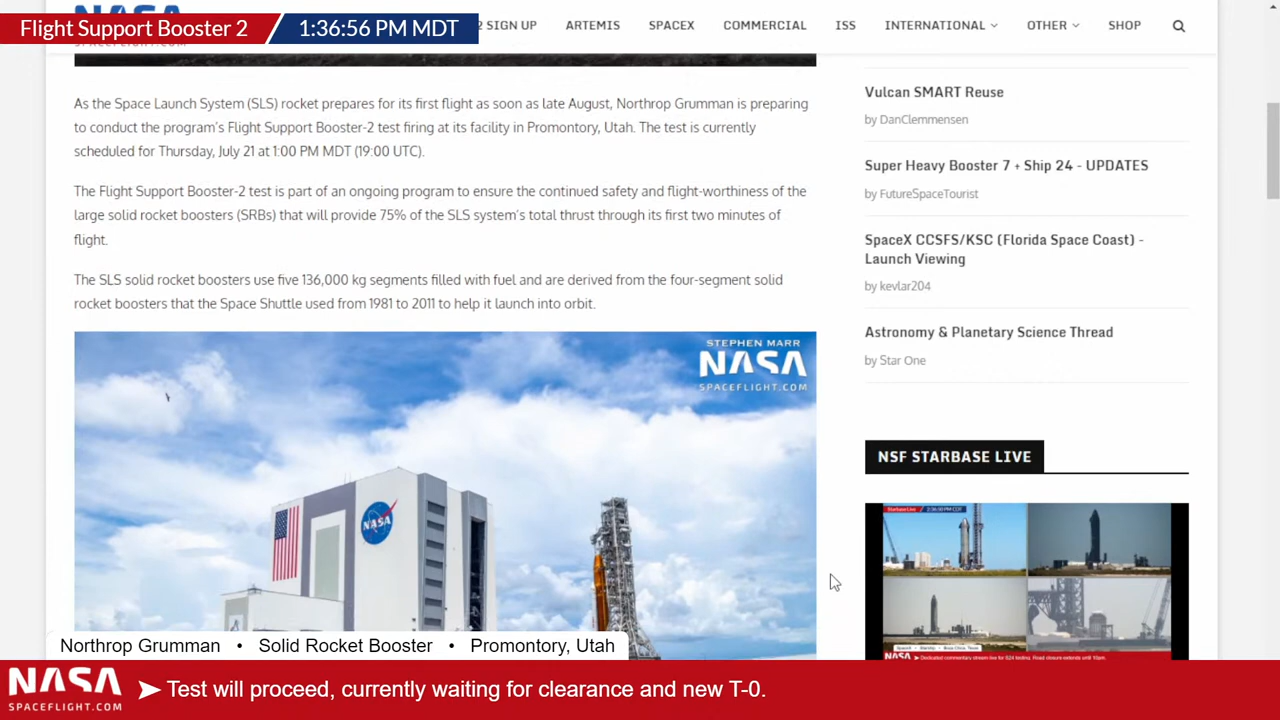 Flight Support Booster 2
1:36:56 PM MDT
2 SIGN UP
ARTEMIS
SPACEX
COMMERCIAL
ISS
INTERNATIONAL
OTHER
SHOP
As the Space Launch System (SLS) rocket prepares for its first flight as soon as late August, Northrop Grumman is preparing
to conduct the program's Flight Support Booster-2 test firing at its facility in Promontory, Utah. The test is currently
scheduled for Thursday, July 21 at 1:00 PM MDT (19:00 UTC).
The Flight Support Booster-2 test is part of an ongoing program to ensure the continued safety and flight-worthiness of the
large solid rocket boosters (SRBs) that will provide 75% of the SLS system's total thrust through its first two minutes of
flight.
The SLS solid rocket boosters use five 136,000 kg segments filled with fuel and are derived from the four-segment solid
rocket boosters that the Space Shuttle used from 1981 to 2011 to help it launch into orbit.
STEPHEN MARR
NASA
SPACEFLIGHT.COM
NASA
Vulcan SMART Reuse
by DanClemmensen
Super Heavy Booster 7 + Ship 24 - UPDATES
by FutureSpaceTourist
SpaceX CCSFS/KSC (Florida Space Coast) -
Launch Viewing
by kevlar204
Astronomy & Planetary Science Thread
by Star One
NSF STARBASE LIVE
Starbase Live
NASA
Northrop Grumman • Solid Rocket Booster • Promontory, Utah
NASA
SPACEFLIGHT.COM
Test will proceed, currently waiting for clearance and new T-0.